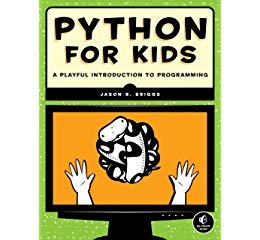 PYTHON
FOR KIDS
A PLAYFUL INTRODUCTION TO PROGRAMMING
JASON R. BRIGGS